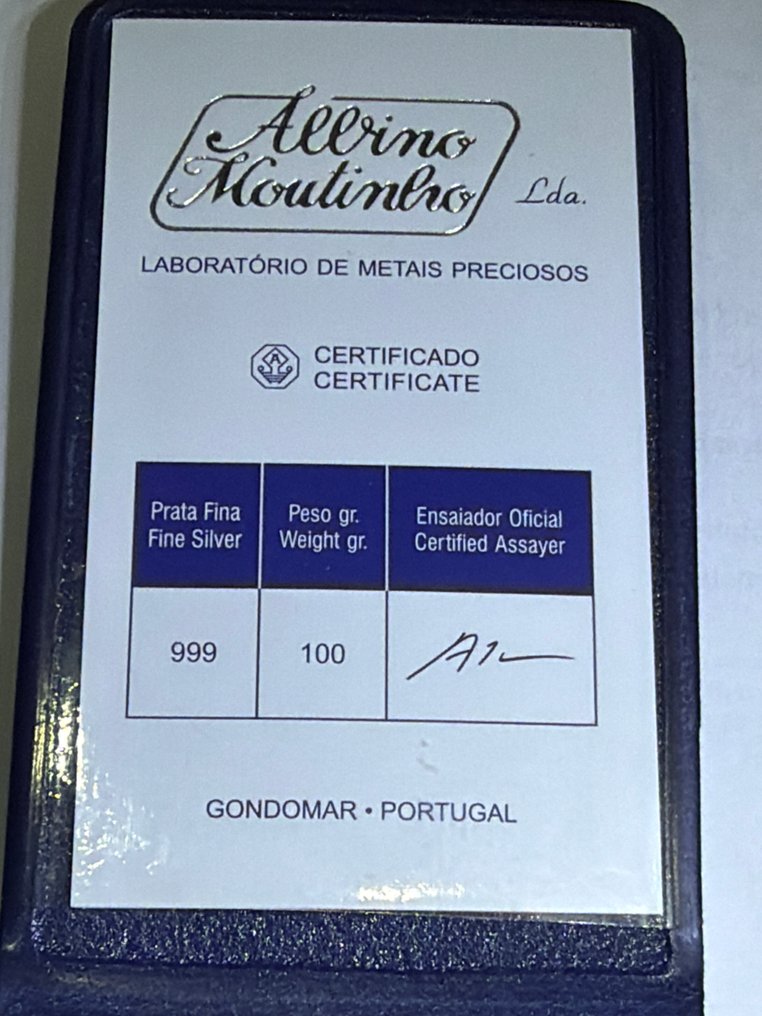 Albino
Moutinho Lda.
LABORATÓRIO DE METAIS PRECIOSOS
CERTIFICADO
CERTIFICATE
Prata Fina
Fine Silver
Peso gr.
Weight gr.
Ensaiador Oficial
Certified Assayer
999
100
GONDOMAR • PORTUGAL